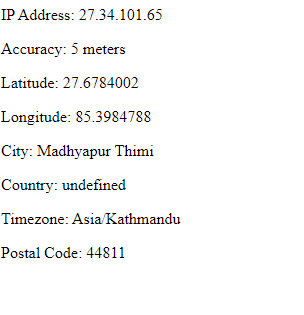 IP Address: 27.34.101.65
Accuracy: 5 meters
Latitude: 27.6784002
Longitude: 85.3984788
City: Madhyapur Thimi
Country: undefined
Timezone: Asia/Kathmandu
Postal Code: 44811